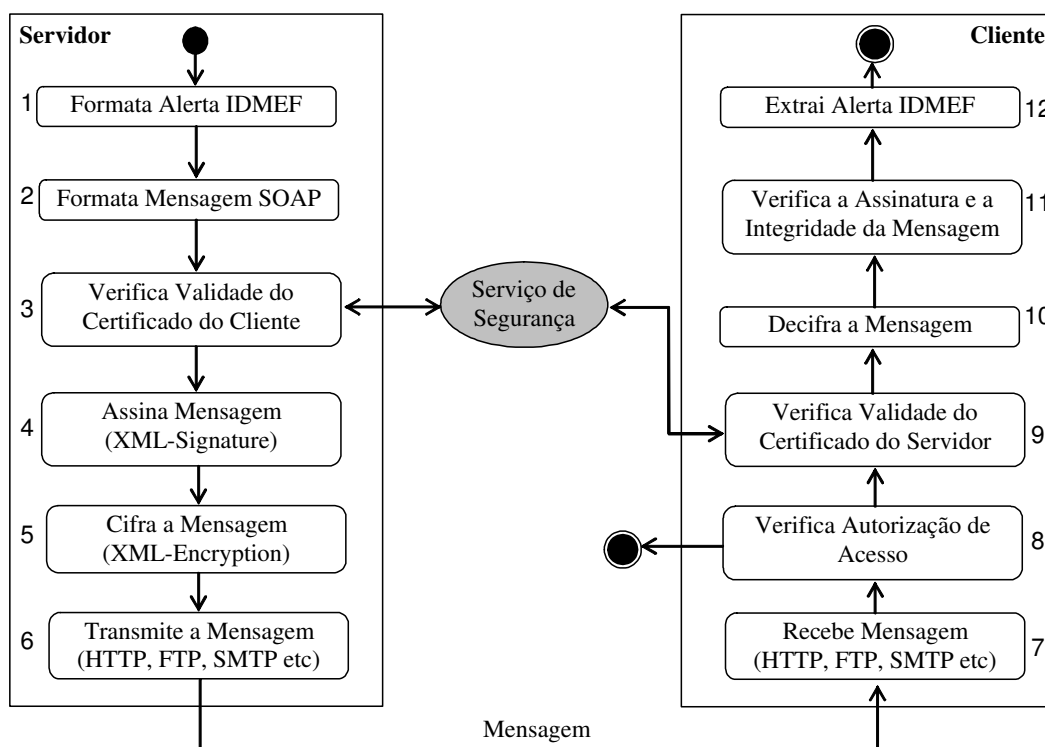 Servidor
1
Formata Alerta IDMEF
2
Formata Mensagem SOAP
3
Verifica Validade do
Certificado do Cliente
4
Assina Mensagem
(XML-Signature)
5
Cifra a Mensagem
(XML-Encryption)
6
Transmite a Mensagem
(HTTP, FTP, SMTP etc)
Serviço de
Segurança
Mensagem
Cliente
Extrai Alerta IDMEF
12
Verifica a Assinatura e a
Integridade da Mensagem
11
Decifra a Mensagem
10
Verifica Validade do
Certificado do Servidor
9
Verifica Autorização de
Acesso
8
Recebe Mensagem
(HTTP, FTP, SMTP etc)
7